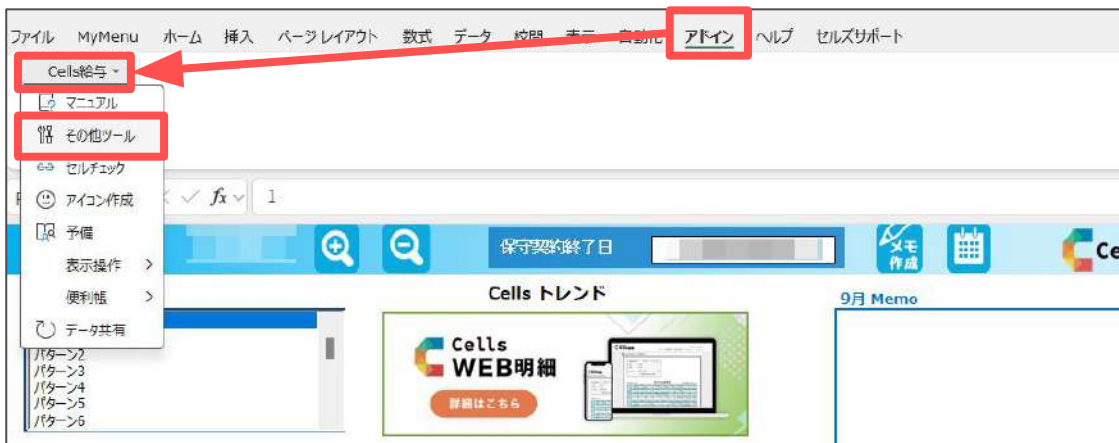 ファイル MyMenu ホーム 挿入 ページレイアウト 数式 データ 校閲 表示 自動化 アドイン ヘルプ セルズサポート
Cells給与
マニュアル
その他ツール
セルチェック
アイコン作成
fx 1
予備
保守契約終了日
メモ作成
表示操作
便利帳
データ共有
Cells トレンド
9月 Memo
パターン2
パターン3
パターン4
パターン5
パターン6
Cells
WEB明細
詳細はこちら